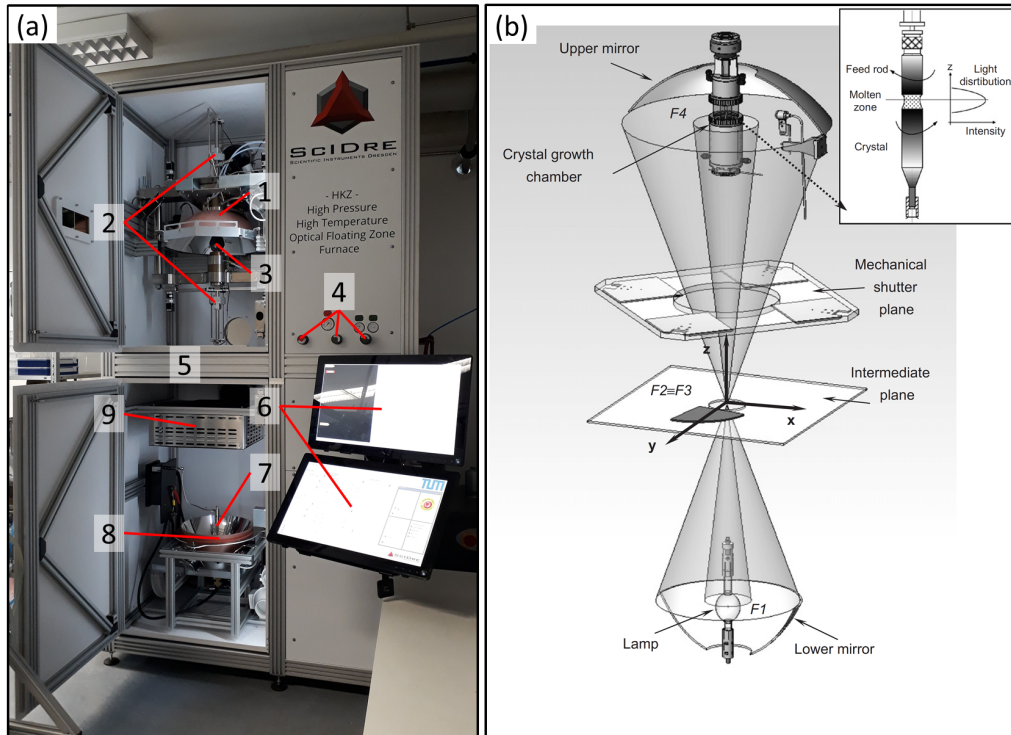 (a)
SciDre
Scientific Instruments Dresden
- HKZ -
High Pressure
High Temperature
Optical Floating Zone
Furnace
1
2
3
4
5
6
7
8
9
TUM
(b)
Upper mirror
F4
Crystal growth
chamber
Feed rod
Molten
zone
Crystal
z
Light
disrtibution
Intensity
Mechanical
shutter
plane
z
F2≡F3
Intermediate
plane
x
y
F1
Lamp
Lower mirror